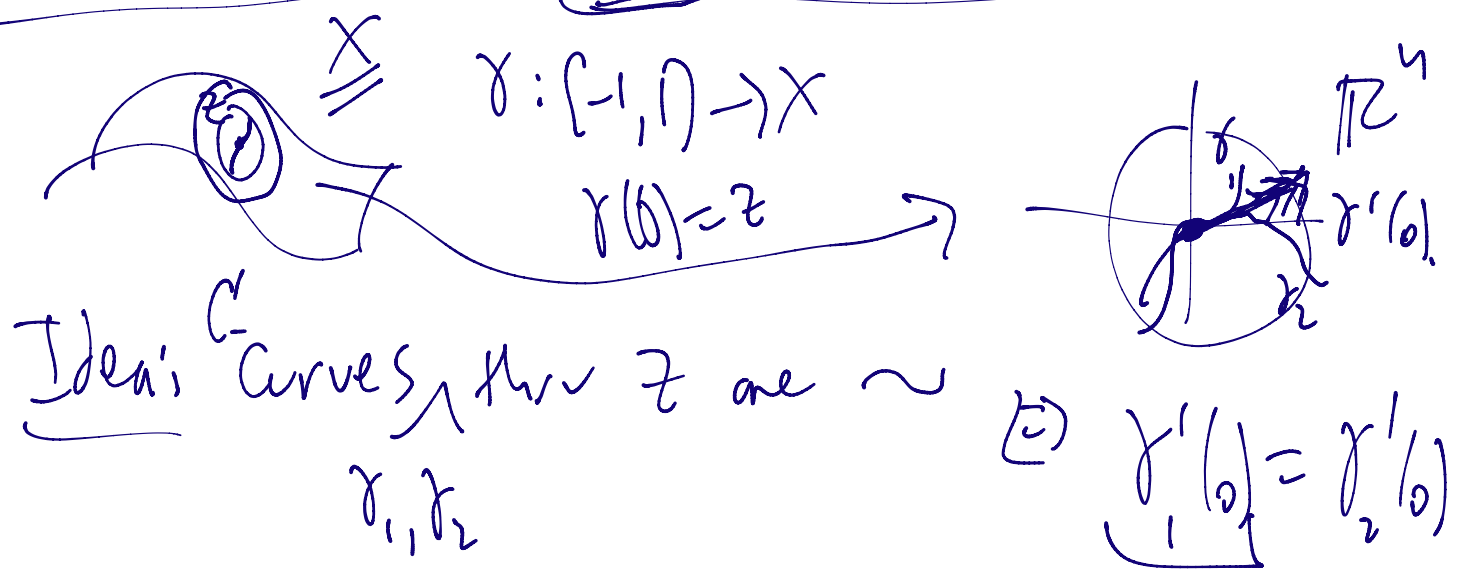 X
γ : (-1, 1) → X
ℝⁿ
z
γ(0) = z
γ₁
γ'(0).
γ₂
Idea: C¹ curves γ₁, γ₂ thru z are ~
⟺ γ₁'(0) = γ₂'(0)